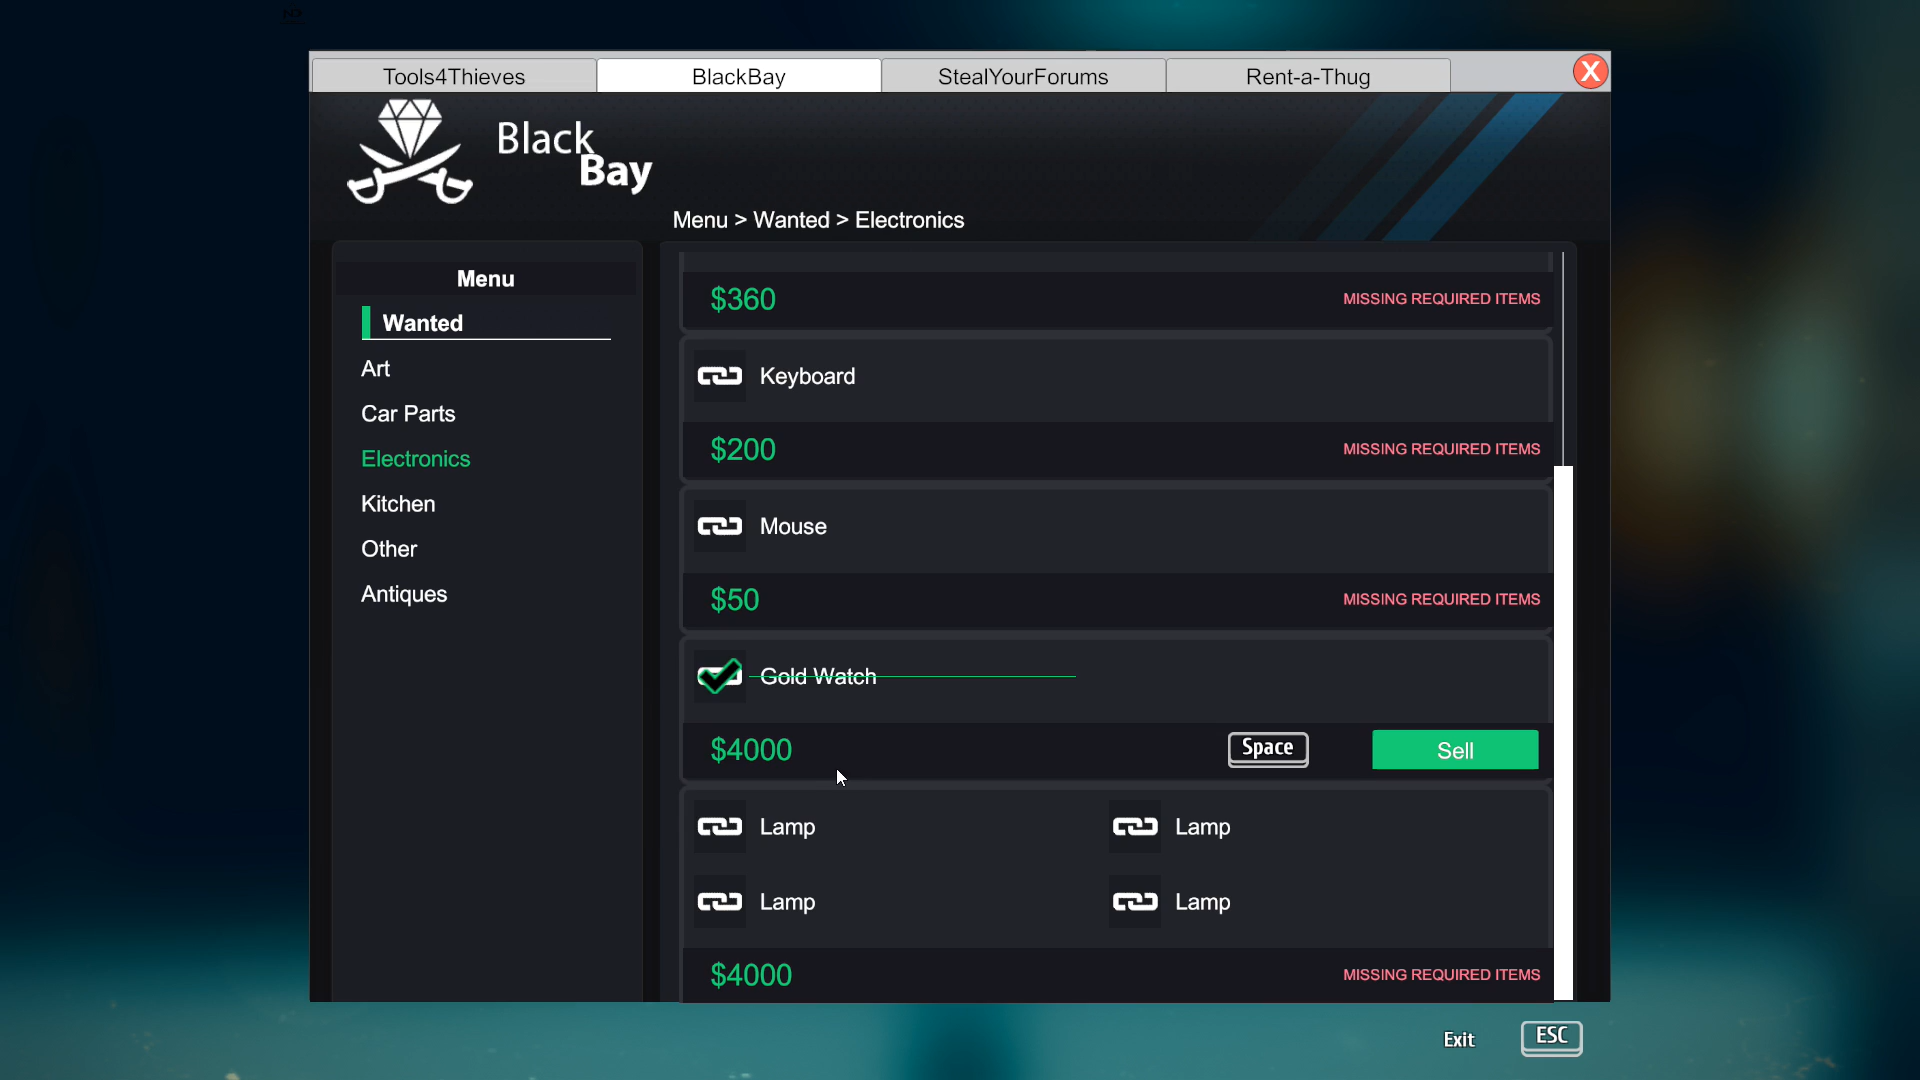 Tools4Thieves BlackBay StealYourForums Rent-a-Thug X
Black
Bay
Menu > Wanted > Electronics
Menu
Wanted
Art
Car Parts
Electronics
Kitchen
Other
Antiques
$360 MISSING REQUIRED ITEMS
Keyboard
$200 MISSING REQUIRED ITEMS
Mouse
$50 MISSING REQUIRED ITEMS
Gold Watch
$4000 Space Sell
Lamp Lamp
Lamp Lamp
$4000 MISSING REQUIRED ITEMS
Exit ESC